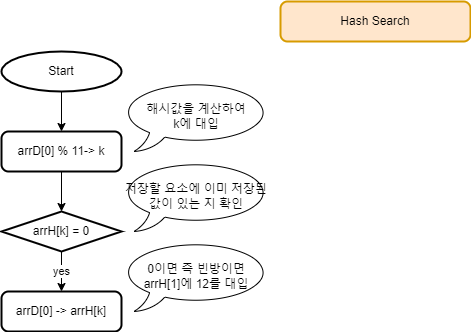 Hash Search
Start
해시값을 계산하여
k에 대입
arrD[0] % 11-> k
저장할 요소에 이미 저장된
값이 있는 지 확인
arrH[k] = 0
yes
0이면 즉 빈방이면
arrH[1]에 12를 대입
arrD[0] -> arrH[k]